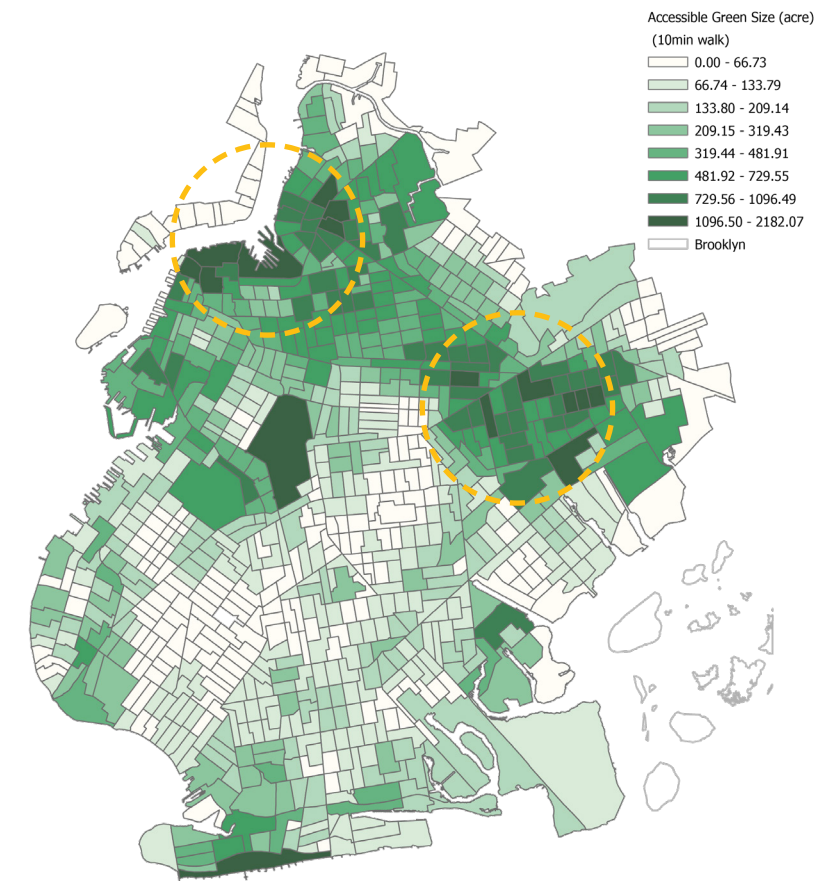 Accessible Green Size (acre)
(10min walk)
0.00 - 66.73
66.74 - 133.79
133.80 - 209.14
209.15 - 319.43
319.44 - 481.91
481.92 - 729.55
729.56 - 1096.49
1096.50 - 2182.07
Brooklyn